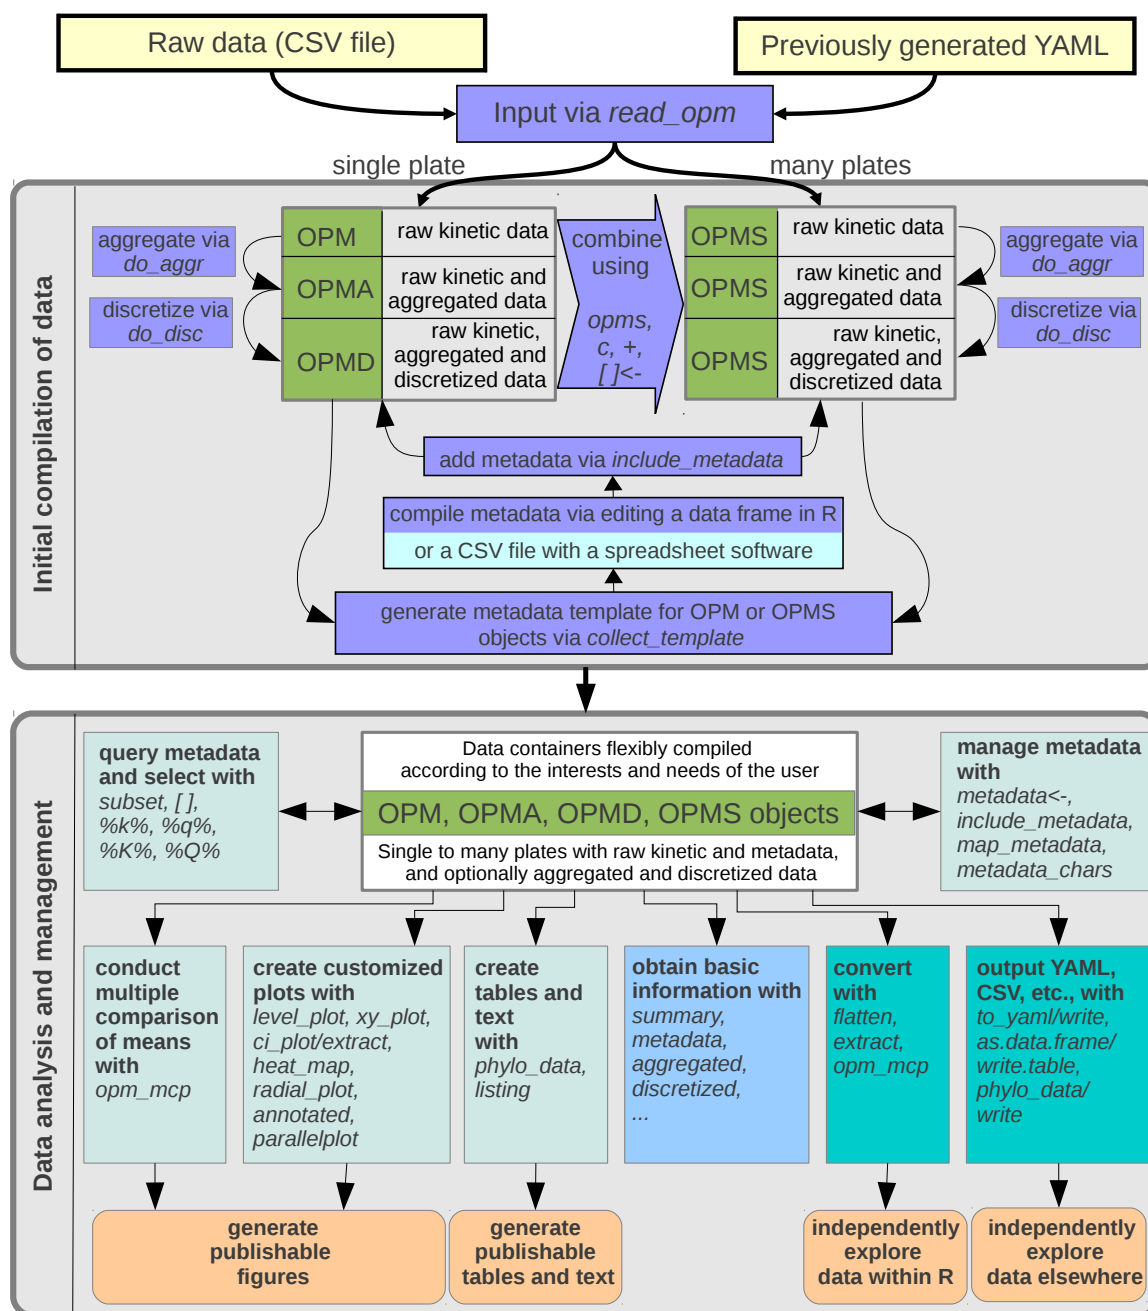 Raw data (CSV file)
Previously generated YAML
Input via read_opm
single plate
many plates
Initial compilation of data
aggregate via
do_aggr
discretize via
do_disc
OPM
raw kinetic data
OPMA
raw kinetic and
aggregated data
OPMD
raw kinetic,
aggregated and
discretized data
combine
using
opms,
c, +,
[ ]<-
OPMS
raw kinetic data
OPMS
raw kinetic and
aggregated data
OPMS
raw kinetic,
aggregated and
discretized data
aggregate via
do_aggr
discretize via
do_disc
add metadata via include_metadata
compile metadata via editing a data frame in R
or a CSV file with a spreadsheet software
generate metadata template for OPM or OPMS
objects via collect_template
Data analysis and management
query metadata
and select with
subset, [ ],
%k%, %q%,
%K%, %Q%
Data containers flexibly compiled
according to the interests and needs of the user
OPM, OPMA, OPMD, OPMS objects
Single to many plates with raw kinetic and metadata,
and optionally aggregated and discretized data
manage metadata
with
metadata<-,
include_metadata,
map_metadata,
metadata_chars
conduct
multiple
comparison
of means
with
opm_mcp
create customized
plots with
level_plot, xy_plot,
ci_plot/extract,
heat_map,
radial_plot,
annotated,
parallelplot
create
tables and
text
with
phylo_data,
listing
obtain basic
information with
summary,
metadata,
aggregated,
discretized,
...
convert
with
flatten,
extract,
opm_mcp
output YAML,
CSV, etc., with
to_yaml/write,
as.data.frame/
write.table,
phylo_data/
write
generate
publishable
figures
generate
publishable
tables and text
independently
explore
data within R
independently
explore
data elsewhere